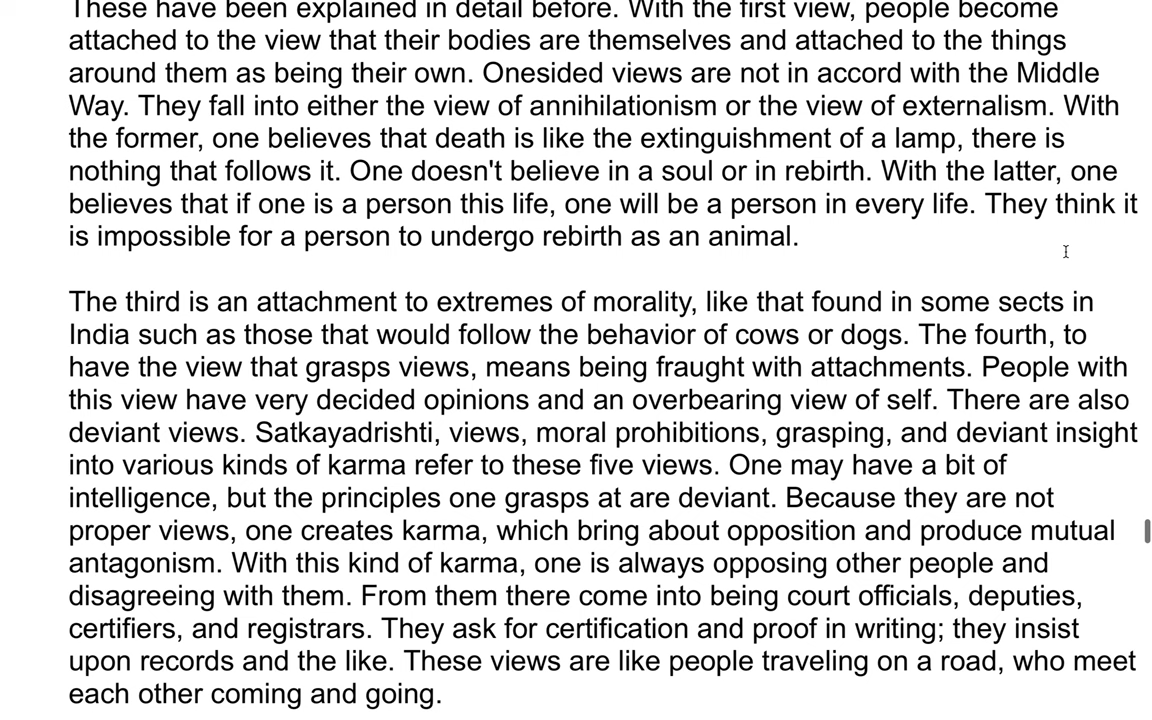 These have been explained in detail before. With the first view, people become
attached to the view that their bodies are themselves and attached to the things
around them as being their own. Onesided views are not in accord with the Middle
Way. They fall into either the view of annihilationism or the view of externalism. With
the former, one believes that death is like the extinguishment of a lamp, there is
nothing that follows it. One doesn't believe in a soul or in rebirth. With the latter, one
believes that if one is a person this life, one will be a person in every life. They think it
is impossible for a person to undergo rebirth as an animal.
The third is an attachment to extremes of morality, like that found in some sects in
India such as those that would follow the behavior of cows or dogs. The fourth, to
have the view that grasps views, means being fraught with attachments. People with
this view have very decided opinions and an overbearing view of self. There are also
deviant views. Satkayadrishti, views, moral prohibitions, grasping, and deviant insight
into various kinds of karma refer to these five views. One may have a bit of
intelligence, but the principles one grasps at are deviant. Because they are not
proper views, one creates karma, which bring about opposition and produce mutual
antagonism. With this kind of karma, one is always opposing other people and
disagreeing with them. From them there come into being court officials, deputies,
certifiers, and registrars. They ask for certification and proof in writing; they insist
upon records and the like. These views are like people traveling on a road, who meet
each other coming and going.